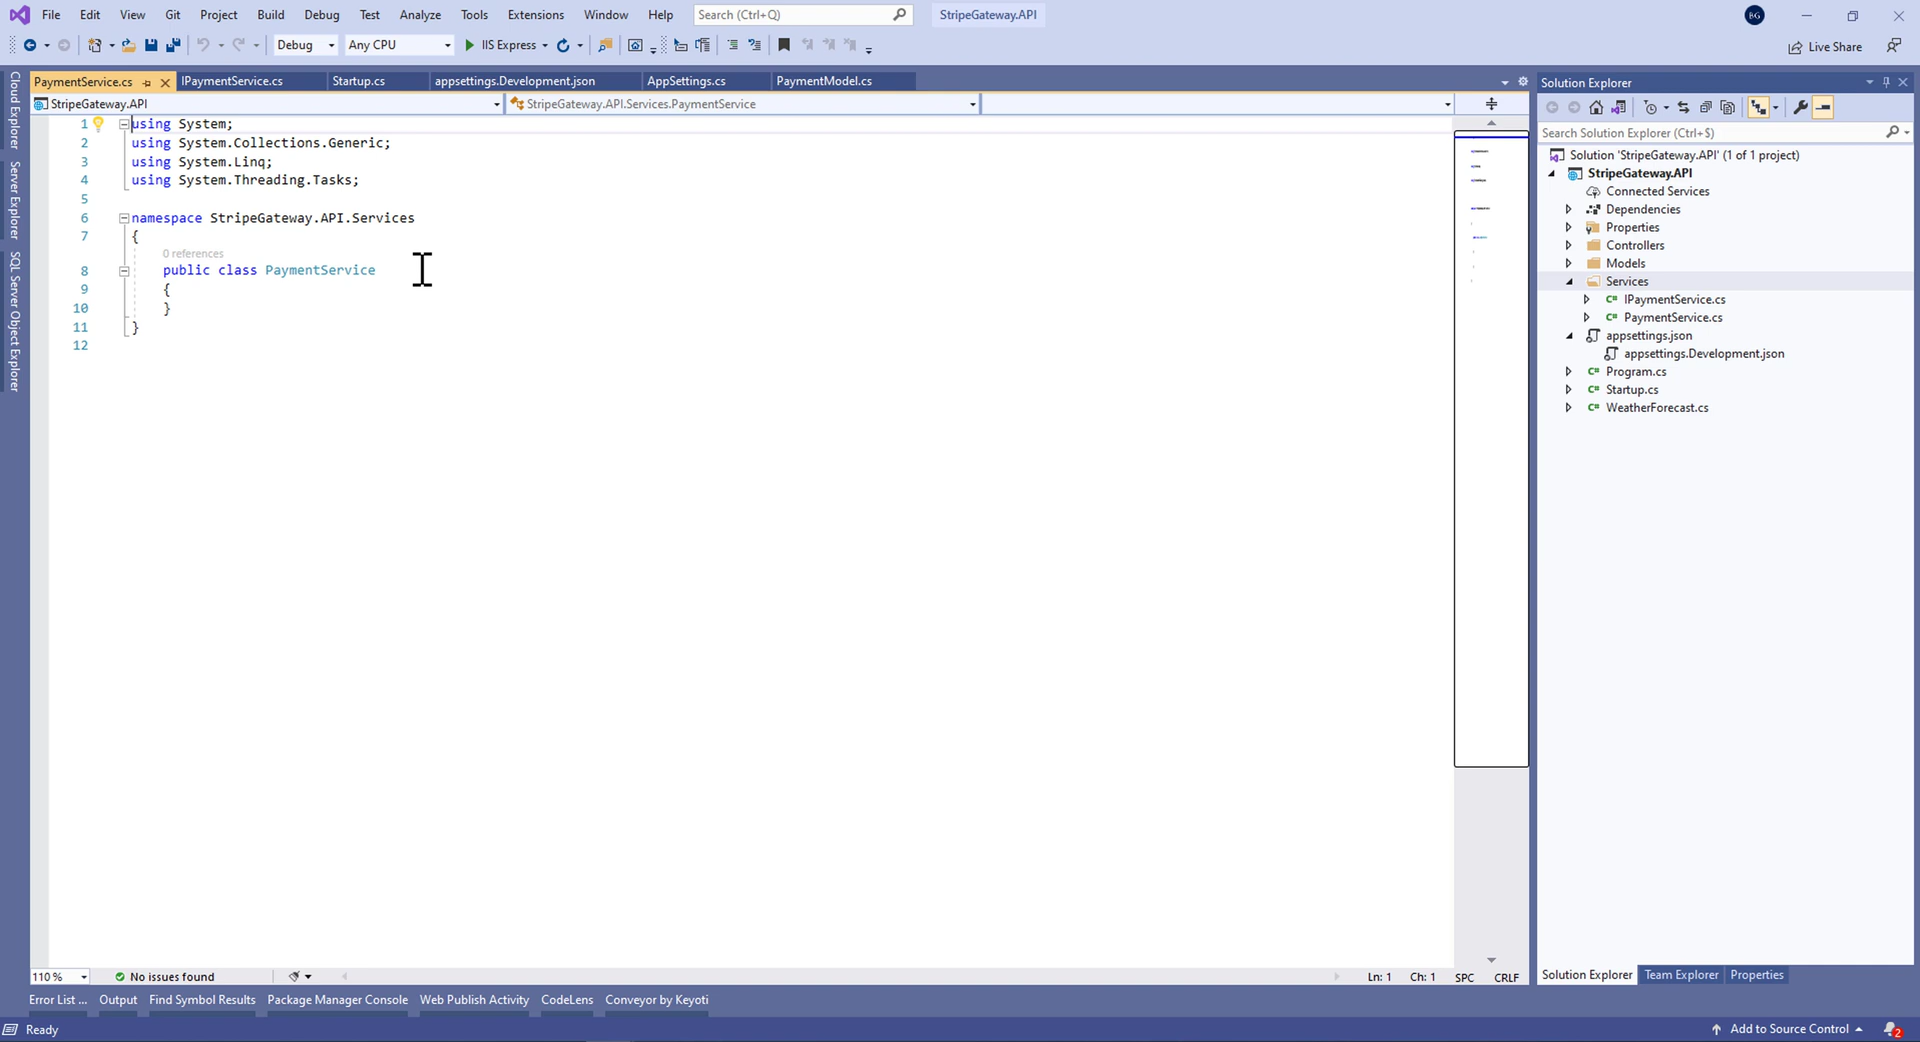 File Edit View Git Project Build Debug Test Analyze Tools Extensions Window Help Search (Ctrl+Q) StripeGateway.API BG
Debug Any CPU IIS Express Live Share
PaymentService.cs IPaymentService.cs Startup.cs appsettings.Development.json AppSettings.cs PaymentModel.cs
StripeGateway.API StripeGateway.API.Services.PaymentService
1 using System;
2 using System.Collections.Generic;
3 using System.Linq;
4 using System.Threading.Tasks;
5
6 namespace StripeGateway.API.Services
7 {
0 references
8 public class PaymentService
9 {
10 }
11 }
12
Cloud Explorer
Server Explorer
SQL Server Object Explorer
Solution Explorer
Search Solution Explorer (Ctrl+$)
Solution 'StripeGateway.API' (1 of 1 project)
StripeGateway.API
Connected Services
Dependencies
Properties
Controllers
Models
Services
C# IPaymentService.cs
C# PaymentService.cs
appsettings.json
appsettings.Development.json
C# Program.cs
C# Startup.cs
C# WeatherForecast.cs
110 % No issues found Ln: 1 Ch: 1 SPC CRLF
Solution Explorer Team Explorer Properties
Error List ... Output Find Symbol Results Package Manager Console Web Publish Activity CodeLens Conveyor by Keyoti
Ready Add to Source Control 2